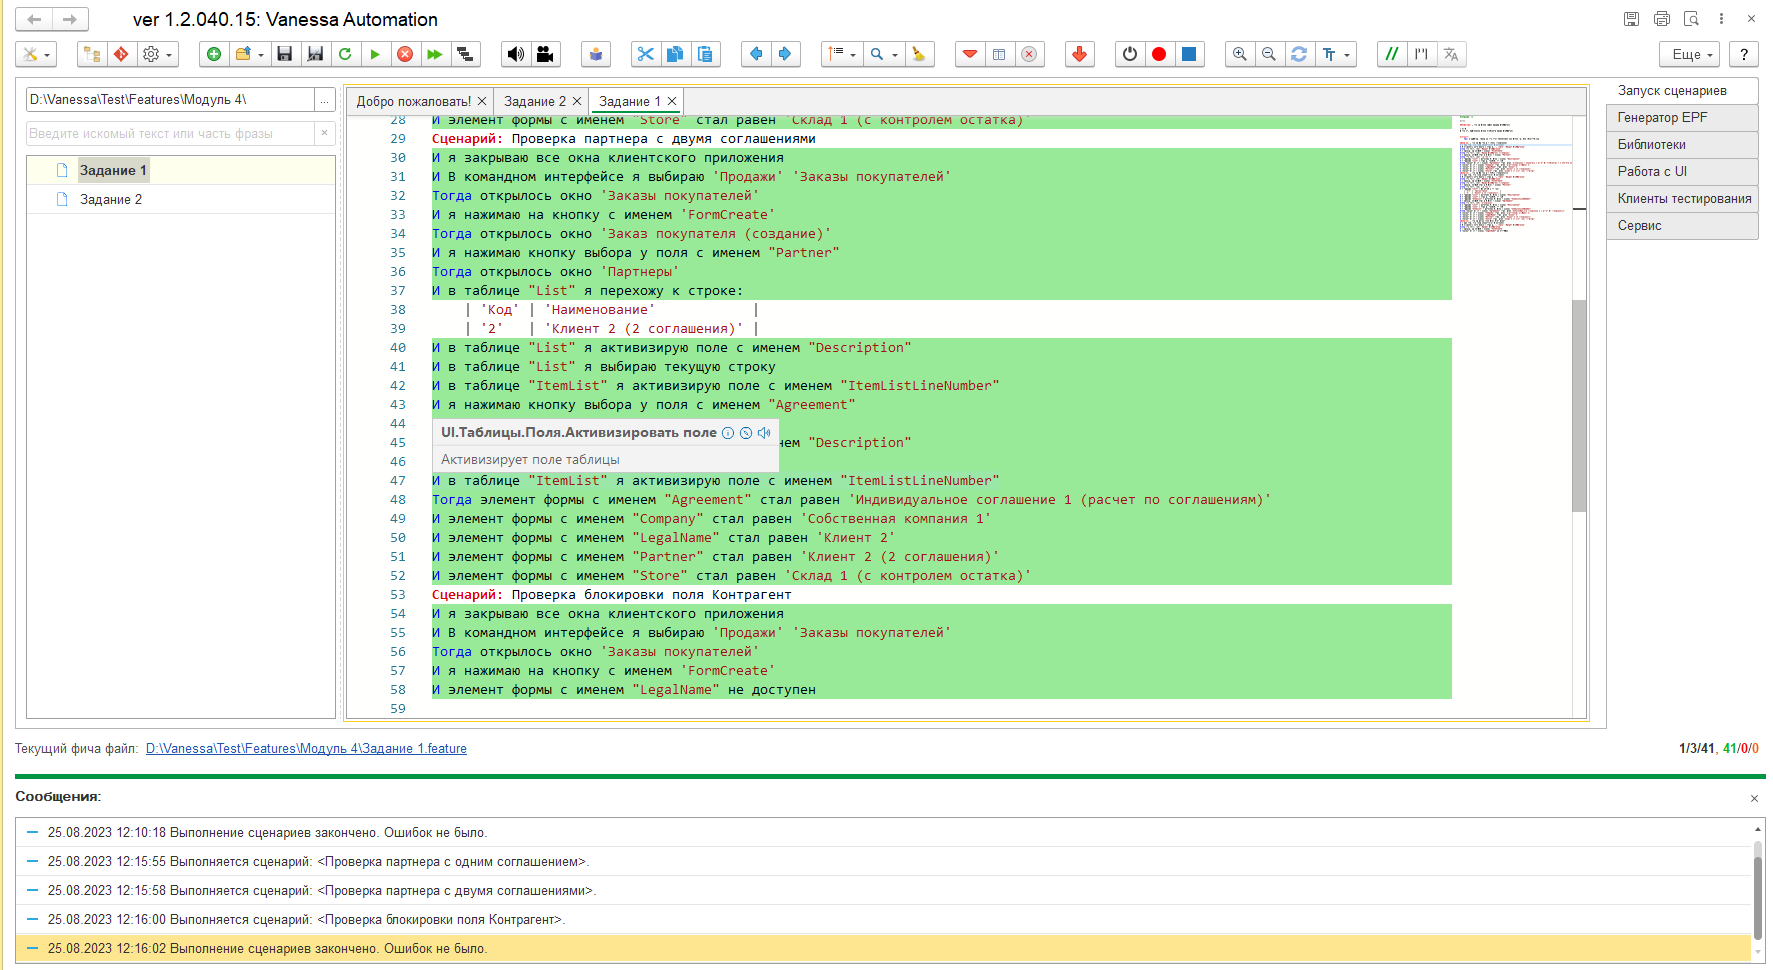 ver 1.2.040.15: Vanessa Automation
Еще
?
D:\Vanessa\Test\Features\Модуль 4\
...
Введите искомый текст или часть фразы
×
Задание 1
Задание 2
Добро пожаловать! ×
Задание 2 ×
Задание 1 ×
28 И элемент формы с именем "Store" стал равен 'Склад 1 (с контролем остатка)'
29 Сценарий: Проверка партнера с двумя соглашениями
30 И я закрываю все окна клиентского приложения
31 И В командном интерфейсе я выбираю 'Продажи' 'Заказы покупателей'
32 Тогда открылось окно 'Заказы покупателей'
33 И я нажимаю на кнопку с именем 'FormCreate'
34 Тогда открылось окно 'Заказ покупателя (создание)'
35 И я нажимаю кнопку выбора у поля с именем "Partner"
36 Тогда открылось окно 'Партнеры'
37 И в таблице "List" я перехожу к строке:
38 | 'Код' | 'Наименование' |
39 | '2' | 'Клиент 2 (2 соглашения)' |
40 И в таблице "List" я активизирую поле с именем "Description"
41 И в таблице "List" я выбираю текущую строку
42 И в таблице "ItemList" я активизирую поле с именем "ItemListLineNumber"
43 И я нажимаю кнопку выбора у поля с именем "Agreement"
44
UI.Таблицы.Поля.Активизировать поле
45 нем "Description"
46
Активизирует поле таблицы
47 И в таблице "ItemList" я активизирую поле с именем "ItemListLineNumber"
48 Тогда элемент формы с именем "Agreement" стал равен 'Индивидуальное соглашение 1 (расчет по соглашениям)'
49 И элемент формы с именем "Company" стал равен 'Собственная компания 1'
50 И элемент формы с именем "LegalName" стал равен 'Клиент 2'
51 И элемент формы с именем "Partner" стал равен 'Клиент 2 (2 соглашения)'
52 И элемент формы с именем "Store" стал равен 'Склад 1 (с контролем остатка)'
53 Сценарий: Проверка блокировки поля Контрагент
54 И я закрываю все окна клиентского приложения
55 И В командном интерфейсе я выбираю 'Продажи' 'Заказы покупателей'
56 Тогда открылось окно 'Заказы покупателей'
57 И я нажимаю на кнопку с именем 'FormCreate'
58 И элемент формы с именем "LegalName" не доступен
59
Запуск сценариев
Генератор EPF
Библиотеки
Работа с UI
Клиенты тестирования
Сервис
Текущий фича файл: D:\Vanessa\Test\Features\Модуль 4\Задание 1.feature
1/3/41, 41/0/0
Сообщения:
25.08.2023 12:10:18 Выполнение сценариев закончено. Ошибок не было.
25.08.2023 12:15:55 Выполняется сценарий: <Проверка партнера с одним соглашением>.
25.08.2023 12:15:58 Выполняется сценарий: <Проверка партнера с двумя соглашениями>.
25.08.2023 12:16:00 Выполняется сценарий: <Проверка блокировки поля Контрагент>.
25.08.2023 12:16:02 Выполнение сценариев закончено. Ошибок не было.